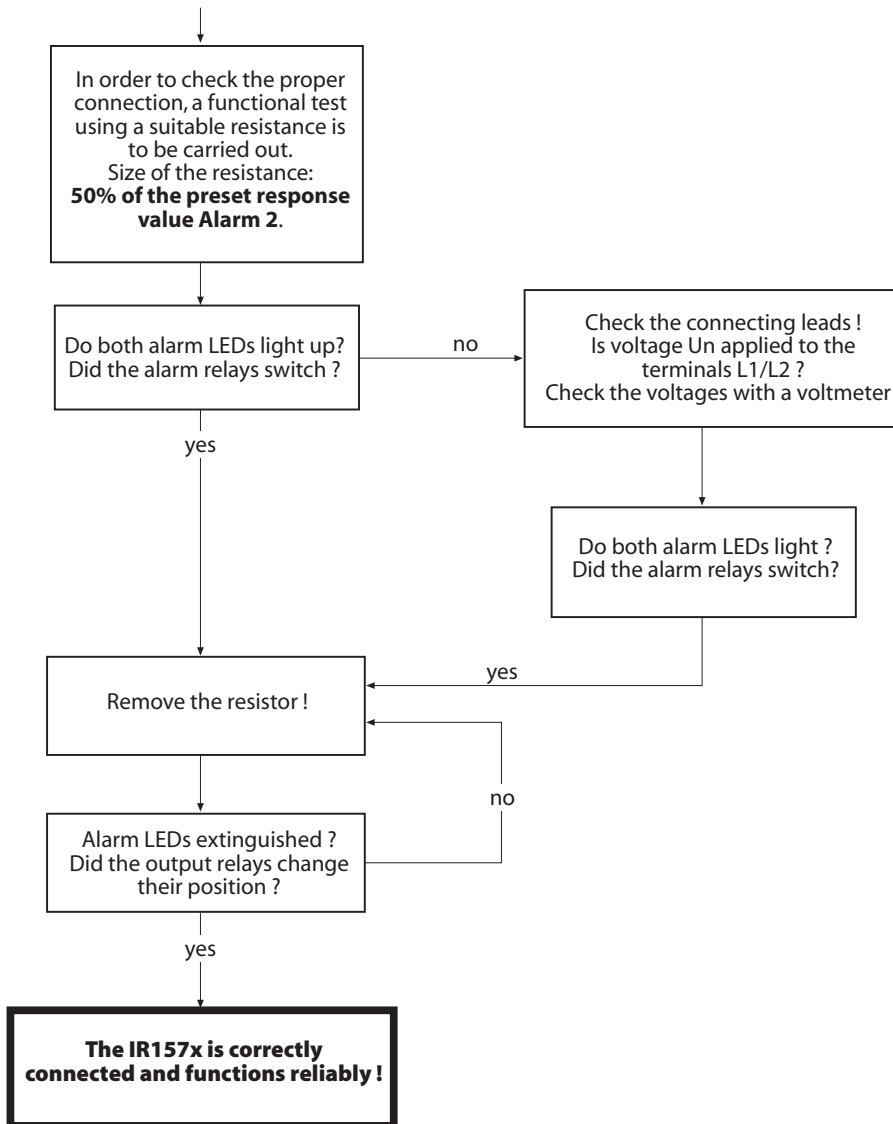 In order to check the proper
connection, a functional test
using a suitable resistance is
to be carried out.
Size of the resistance:
50% of the preset response
value Alarm 2.
Do both alarm LEDs light up?
Did the alarm relays switch ?
no
Check the connecting leads !
Is voltage Un applied to the
terminals L1/L2 ?
Check the voltages with a voltmeter
yes
Do both alarm LEDs light ?
Did the alarm relays switch?
yes
Remove the resistor !
no
Alarm LEDs extinguished ?
Did the output relays change
their position ?
yes
The IR157x is correctly
connected and functions reliably !